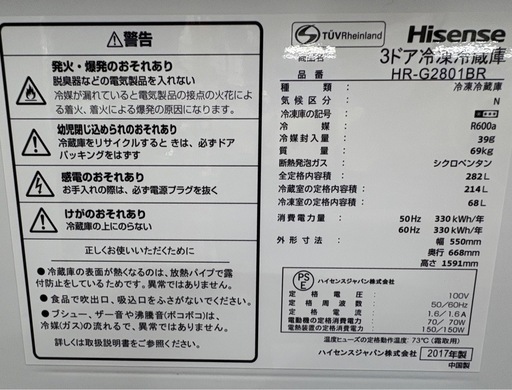 警告
発火・爆発のおそれあり
脱臭器などの電気製品を入れない
冷媒が漏れていると電気製品の接点の火花に
よる着火、着火による爆発の原因になります。
幼児閉じ込めのおそれあり
冷蔵庫をリサイクルするときは、必ずドア
パッキングをはずす
感電のおそれあり
お手入れの際は、必ず電源プラグを抜く
けがのおそれあり
冷蔵庫の上にのらない
正しくお使いいただくために
●冷蔵庫の表面が熱くなるのは、放熱パイプで露
付防止をしているためです。異常ではありません。
●食品で吹出口、吸込口をふさがないでください。
●ブシュー、ザー音や沸騰音(ボコボコ)は、
冷媒(ガス)の流れる音で、異常ではありません。
詳しくは取扱説明書をご覧ください。
TÜVRheinland
Hisense
商品名 3ドア冷凍冷蔵庫
品番 HR-G2801BR
種類: 冷凍冷蔵庫
気候区分: N
冷凍庫の記号:
冷媒: R600a
冷媒封入量: 39g
質量: 69kg
断熱発泡ガス: シクロペンタン
全定格内容積: 282L
冷蔵室の定格内容積: 214L
冷凍室の定格内容積: 68L
消費電力量: 50Hz 330kWh/年
60Hz 330kWh/年
外形寸法: 幅 550mm
奥行 668mm
高さ 1591mm
PSE ハイセンスジャパン株式会社
定格電圧: 100V
定格周波数: 50/60Hz
定格電流: 1.6/1.6A
電動機の定格消費電力: 70/70W
電熱装置の定格消費電力: 150/150W
温度ヒューズの定格動作温度: 73℃(霜取用)
ハイセンスジャパン株式会社 2017年製
中国製